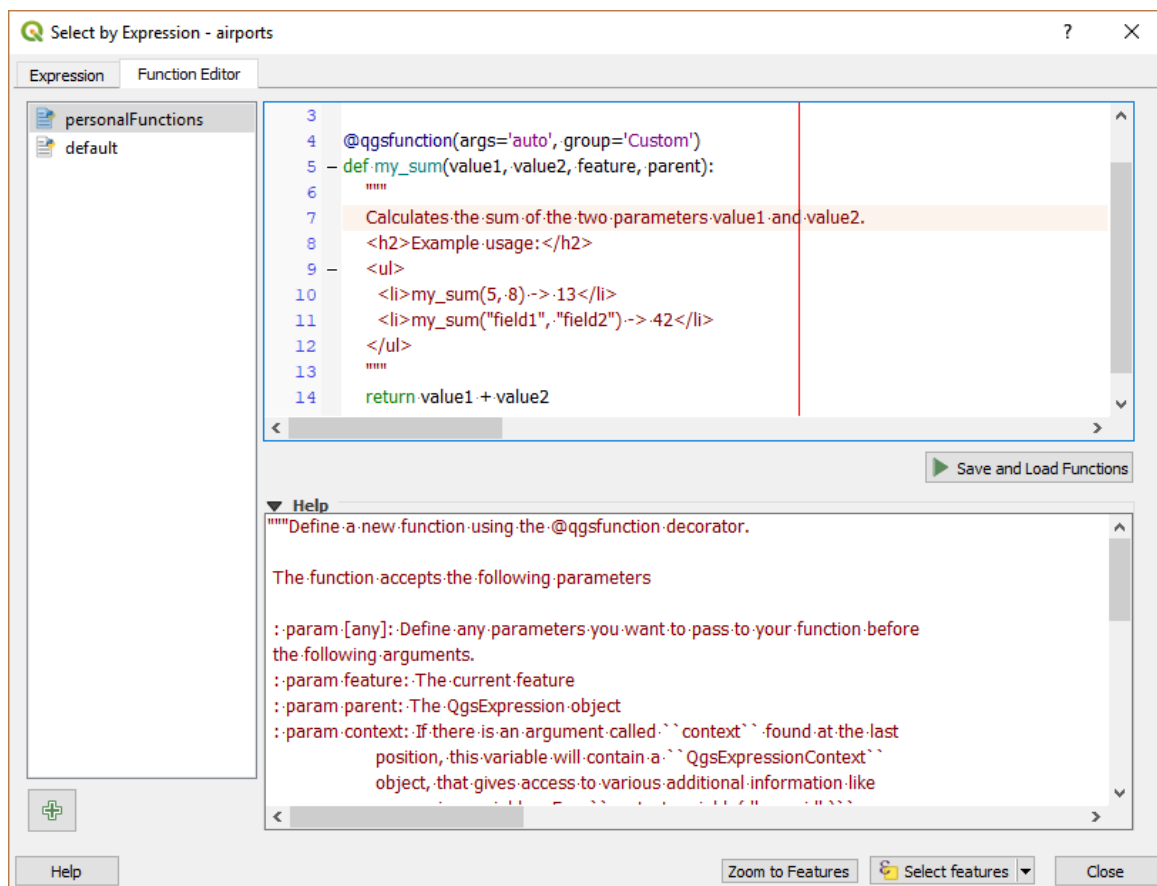 Select by Expression - airports
?
Expression
Function Editor
personalFunctions
default
3
4 @qgsfunction(args='auto', group='Custom')
5 def my_sum(value1, value2, feature, parent):
6 """
7 Calculates the sum of the two parameters value1 and value2.
8 <h2>Example usage:</h2>
9 <ul>
10 <li>my_sum(5, 8) -> 13</li>
11 <li>my_sum("field1", "field2") -> 42</li>
12 </ul>
13 """
14 return value1 + value2
Save and Load Functions
Help
"""Define a new function using the @qgsfunction decorator.
The function accepts the following parameters
: param [any]: Define any parameters you want to pass to your function before
the following arguments.
: param feature: The current feature
: param parent: The QgsExpression object
: param context: If there is an argument called ``context`` found at the last
position, this variable will contain a ``QgsExpressionContext``
object, that gives access to various additional information like
Help
Zoom to Features
Select features
Close